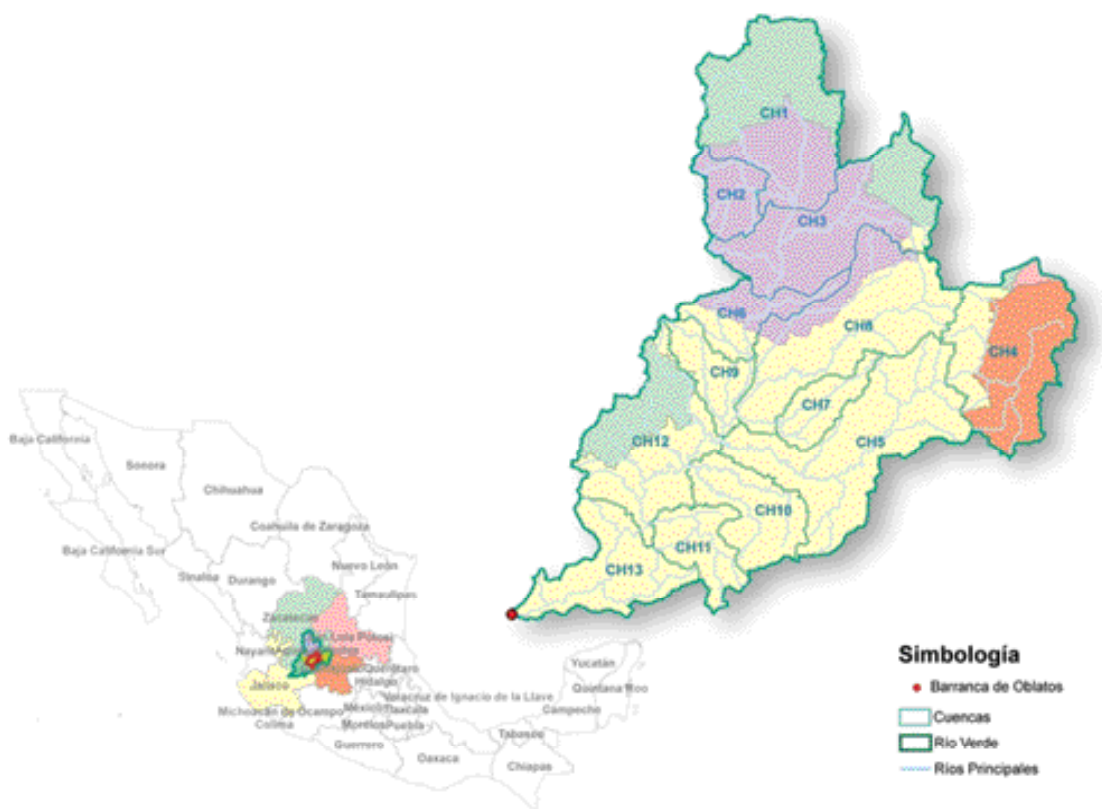 CH1
CH2
CH3
CH6
CH8
CH4
CH9
CH7
CH12
CH5
CH10
CH11
CH13
Baja California
Sonora
Chihuahua
Coahuila de Zaragoza
Baja California Sur
Sinaloa
Durango
Nuevo León
Tamaulipas
Zacatecas
San Luis Potosí
Querétaro
Hidalgo
Jalisco
Michoacán de Ocampo
México
Tlaxcala
Veracruz de Ignacio de la Llave
Colima
Morelos
Puebla
Guerrero
Oaxaca
Tabasco
Chiapas
Campeche
Yucatán
Quintana Roo
Simbología
Barranca de Oblatos
Cuencas
Río Verde
Ríos Principales